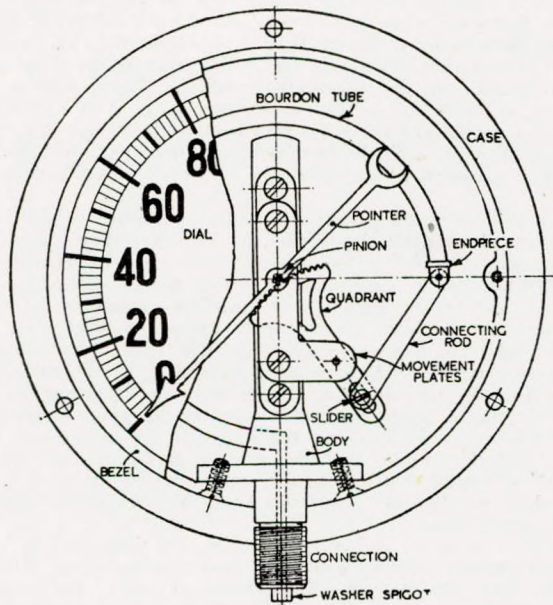 BOURDON TUBE
CASE
80
60
DIAL
POINTER
PINION
ENDPIECE
40
QUADRANT
CONNECTING
ROD
20
MOVEMENT
PLATES
0
SLIDER
BODY
BEZEL
CONNECTION
WASHER SPIGOT